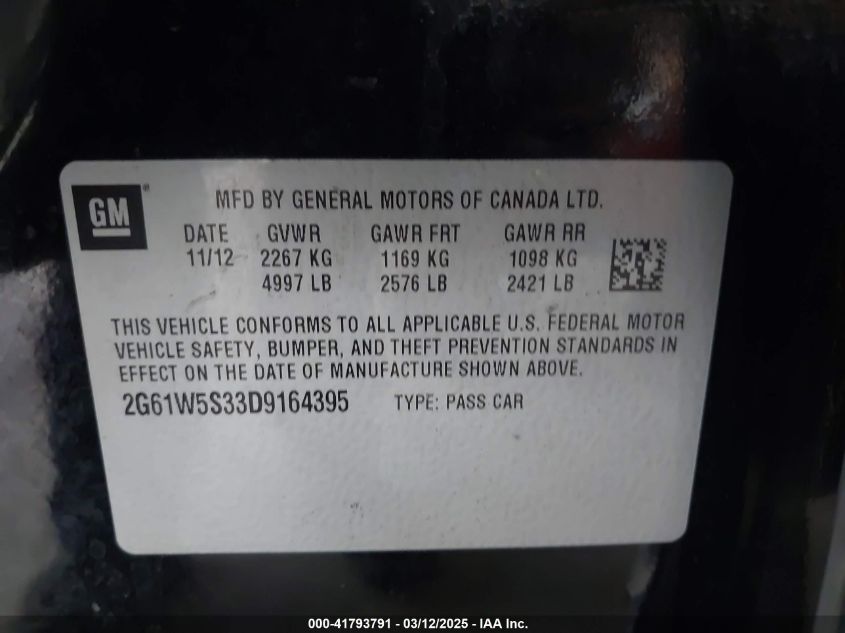 GM®
MFD BY GENERAL MOTORS OF CANADA LTD.
DATE GVWR GAWR FRT GAWR RR
11/12 2267 KG 1169 KG 1098 KG
4997 LB 2576 LB 2421 LB
THIS VEHICLE CONFORMS TO ALL APPLICABLE U.S. FEDERAL MOTOR
VEHICLE SAFETY, BUMPER, AND THEFT PREVENTION STANDARDS IN
EFFECT ON THE DATE OF MANUFACTURE SHOWN ABOVE.
2G61W5S33D9164395 TYPE: PASS CAR
000-41793791 - 03/12/2025 - IAA Inc.